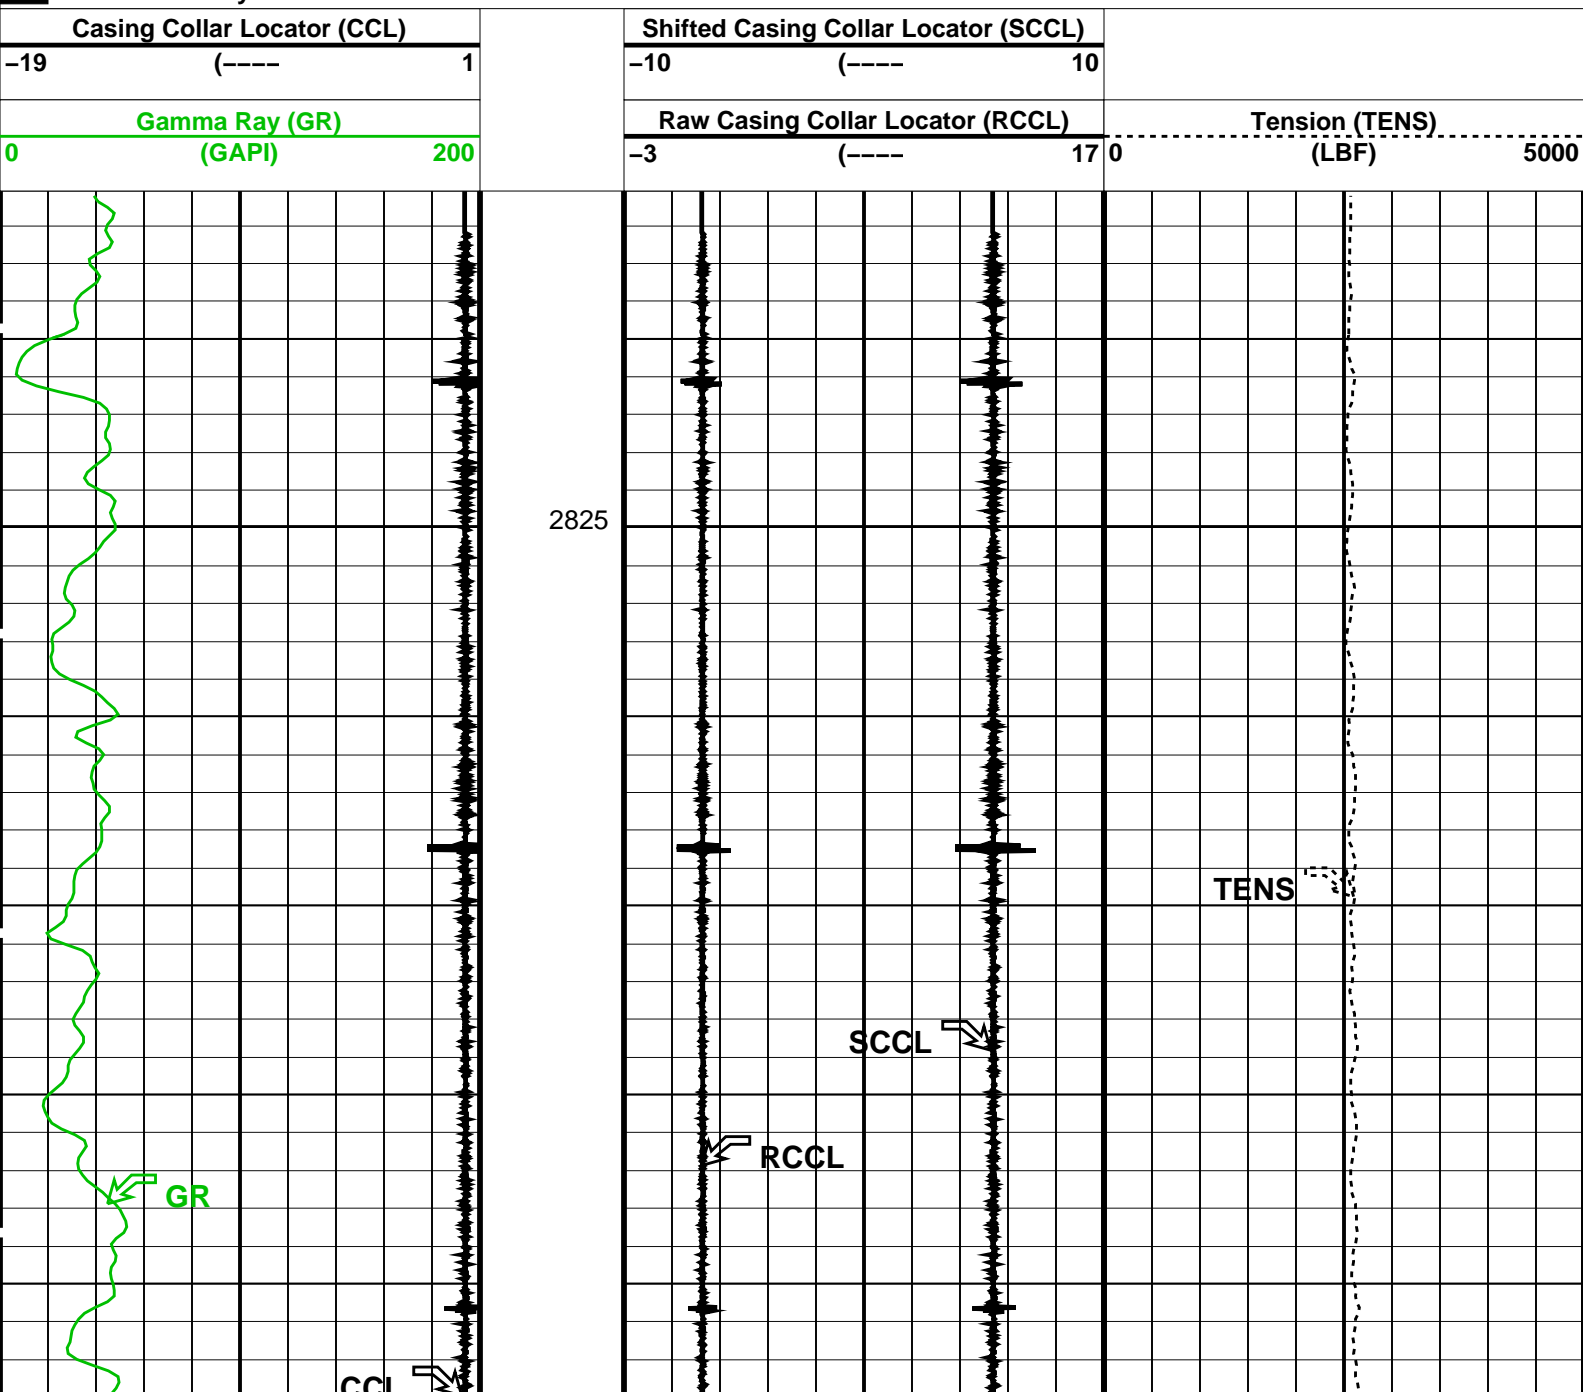 Casing Collar Locator (CCL)
−19 (−−−− 1
Gamma Ray (GR)
0 (GAPI) 200
Shifted Casing Collar Locator (SCCL)
−10 (−−−− 10
Raw Casing Collar Locator (RCCL)
−3 (−−−− 17
Tension (TENS)
0 (LBF) 5000
2825
TENS
SCCL
RCCL
GR
CCL